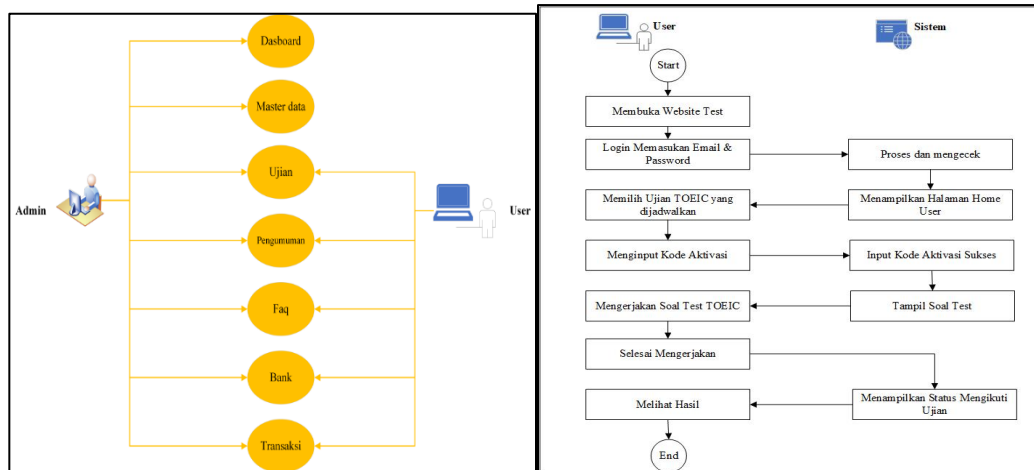 Dasboard
Master data
Ujian
Admin
User
Pengumuman
Faq
Bank
Transaksi
User
Sistem
Start
Membuka Website Test
Login Memasukan Email &
Password
Proses dan mengecek
Memilih Ujian TOEIC yang
dijadwalkan
Menampilkan Halaman Home
User
Menginput Kode Aktivasi
Input Kode Aktivasi Sukses
Mengerjakan Soal Test TOEIC
Tampil Soal Test
Selesai Mengerjakan
Melihat Hasil
Menampilkan Status Mengikuti
Ujian
End